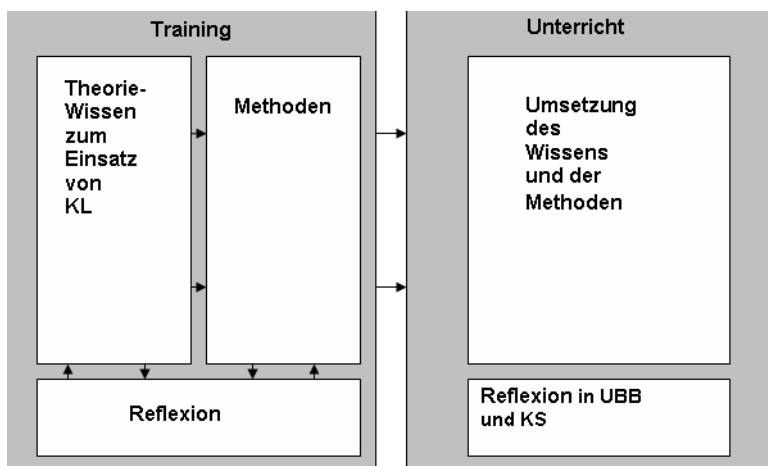 Training
Theorie-
Wissen
zum
Einsatz
von
KL
Methoden
Reflexion
Unterricht
Umsetzung
des
Wissens
und der
Methoden
Reflexion in UBB
und KS